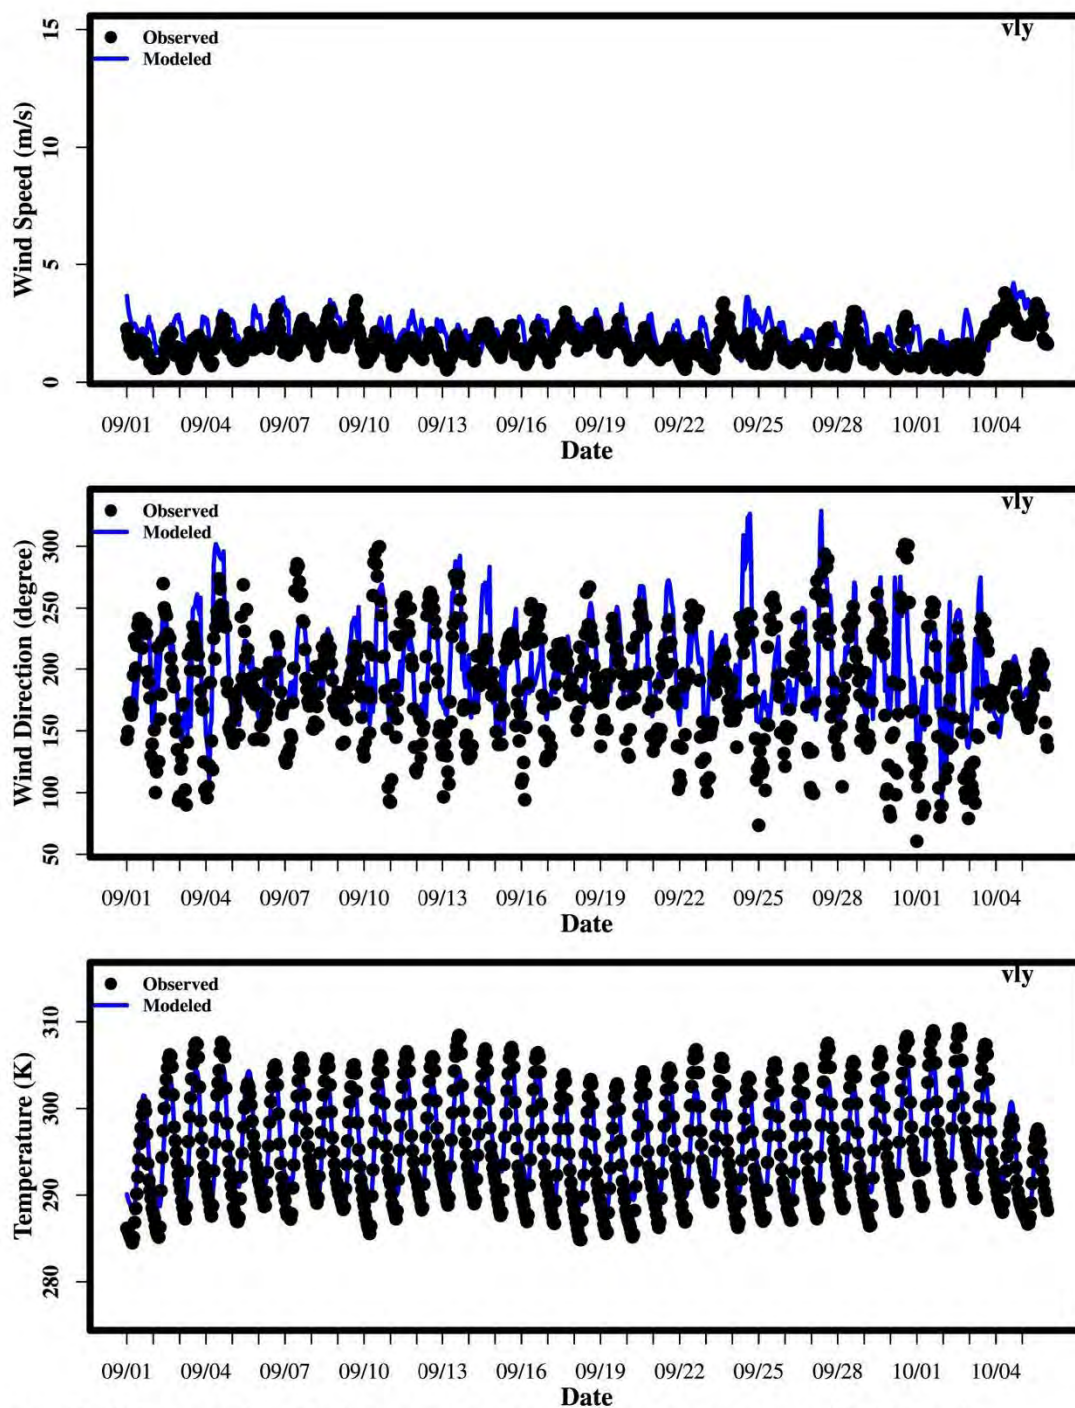 vly
Observed
Modeled
Wind Speed (m/s)
0 5 10 15
09/01 09/04 09/07 09/10 09/13 09/16 09/19 09/22 09/25 09/28 10/01 10/04
Date
vly
Observed
Modeled
Wind Direction (degree)
50 100 150 200 250 300
09/01 09/04 09/07 09/10 09/13 09/16 09/19 09/22 09/25 09/28 10/01 10/04
Date
vly
Observed
Modeled
Temperature (K)
280 290 300 310
09/01 09/04 09/07 09/10 09/13 09/16 09/19 09/22 09/25 09/28 10/01 10/04
Date